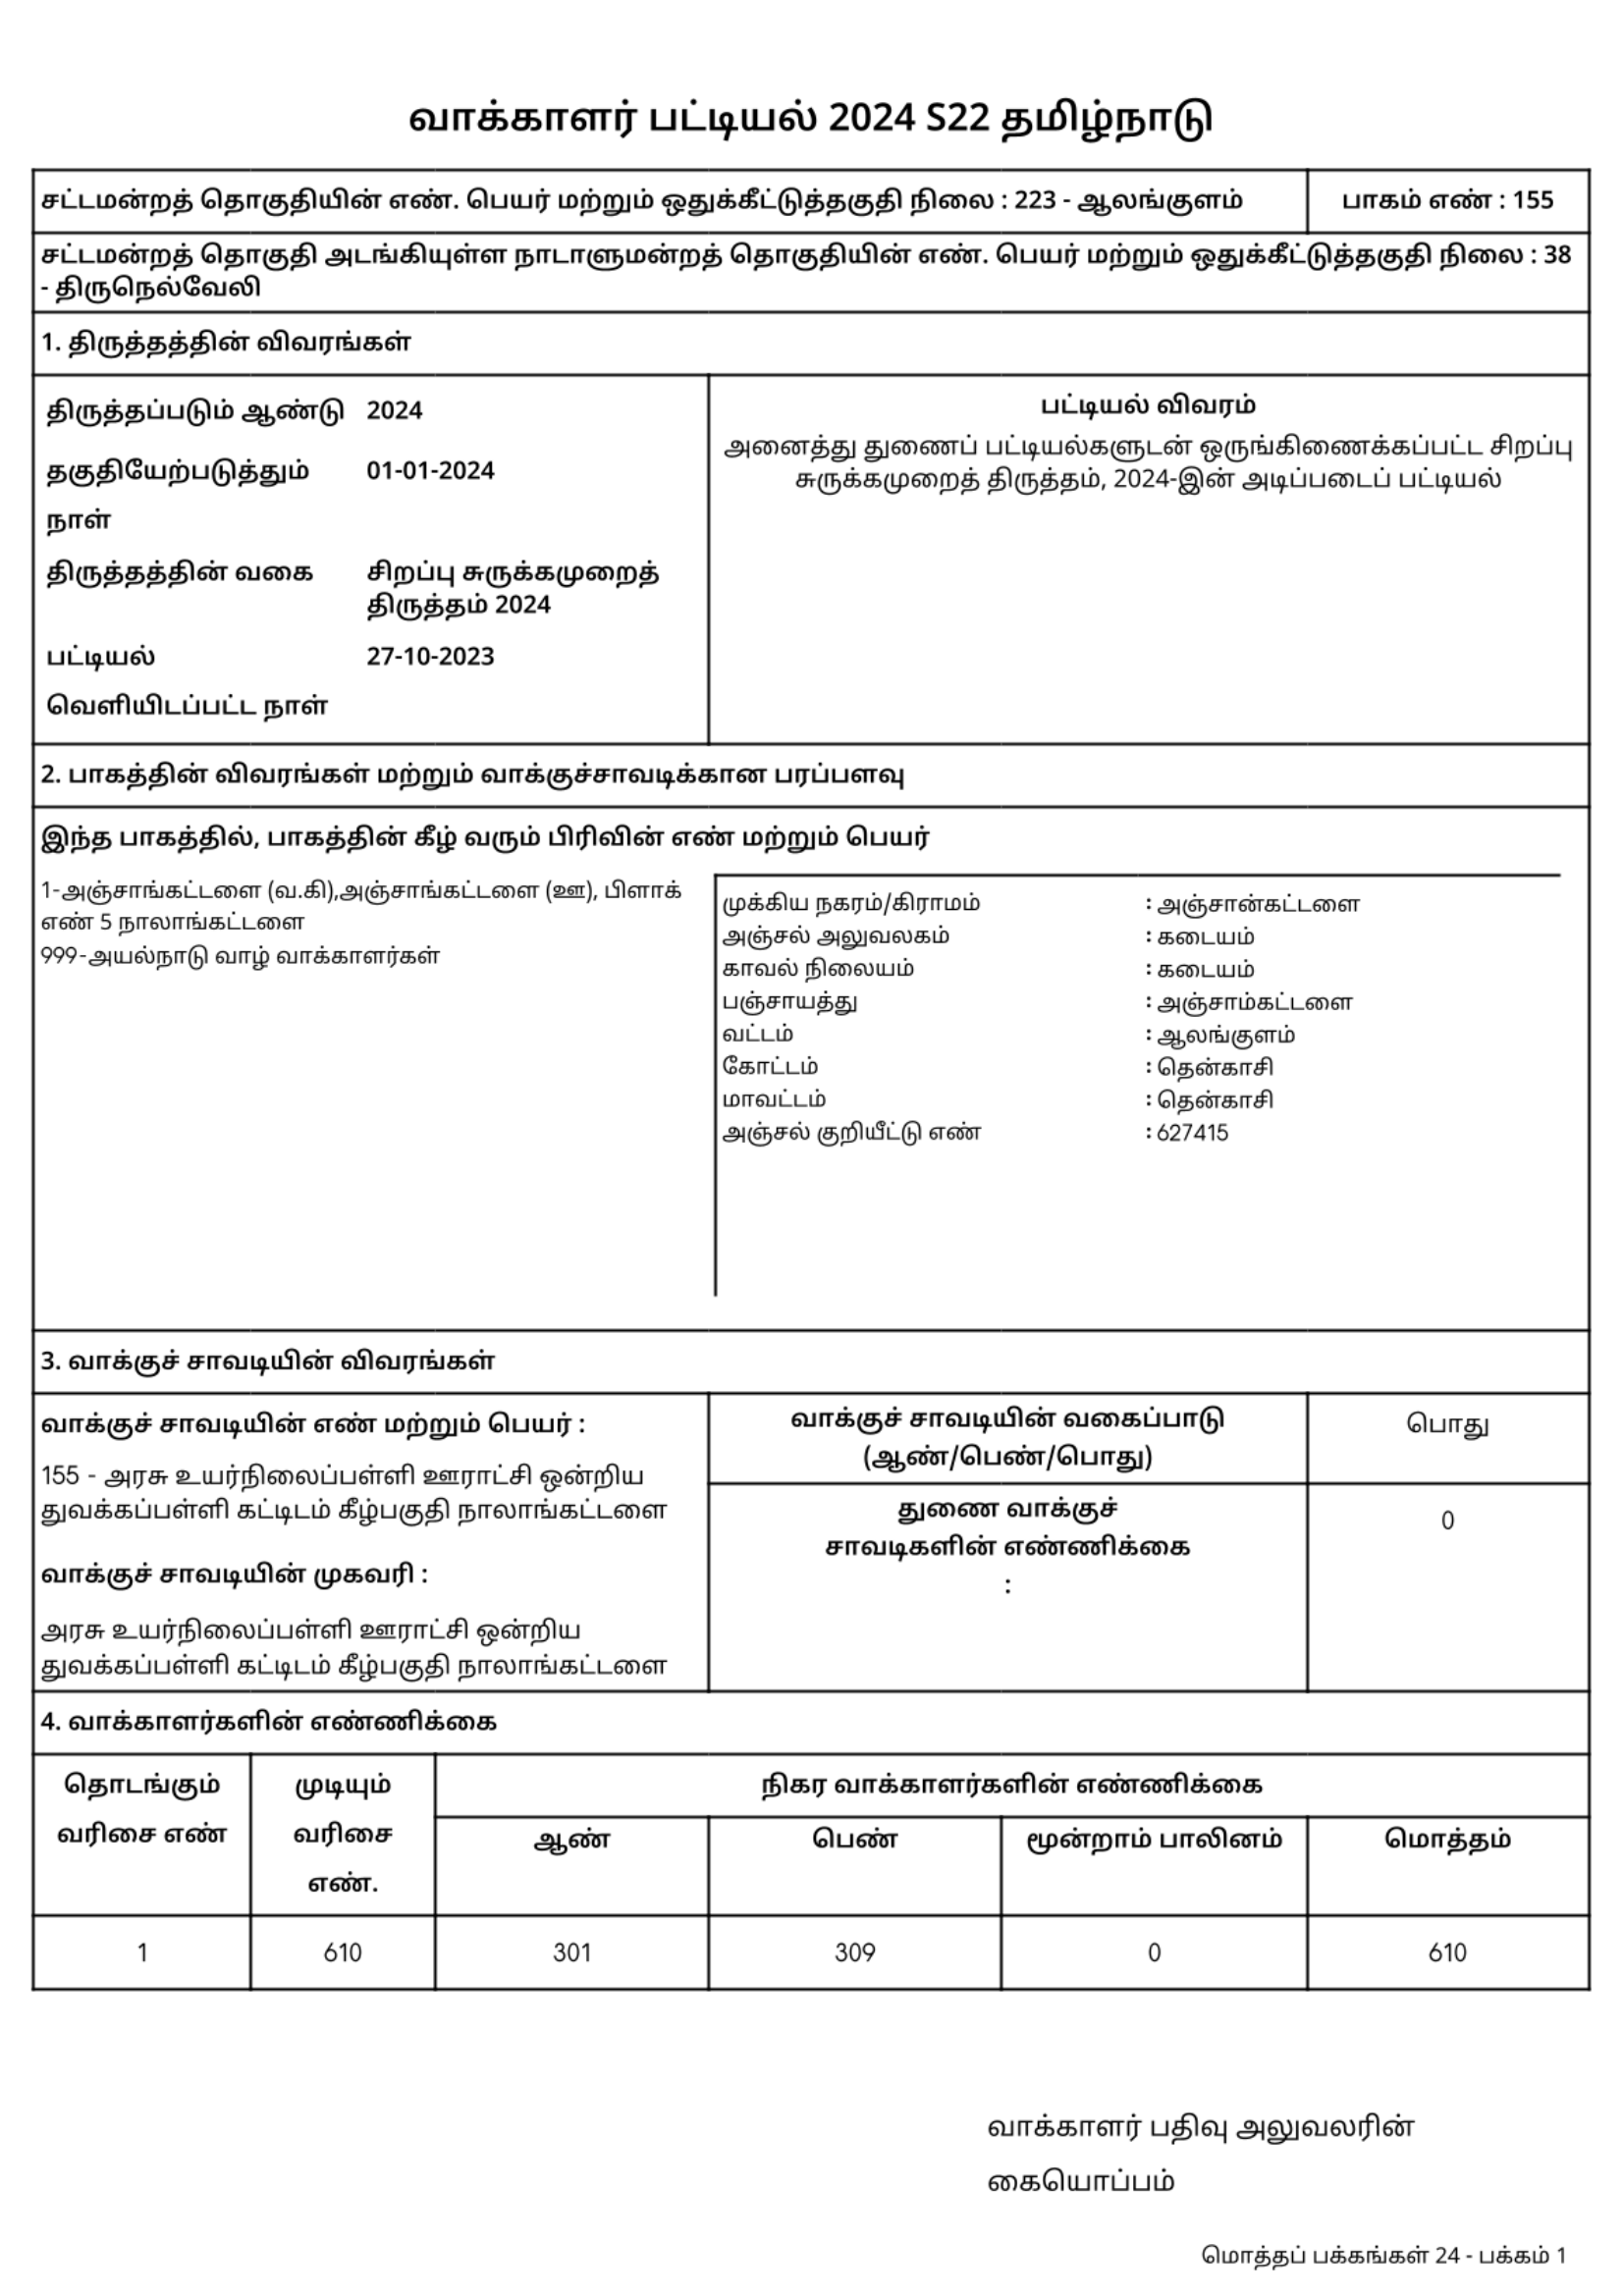 வாக்காளர் பட்டியல் 2024 S22 தமிழ்நாடு
சட்டமன்றத் தொகுதியின் எண். பெயர் மற்றும் ஒதுக்கீட்டுத்தகுதி நிலை : 223 - ஆலங்குளம்
பாகம் எண் : 155
சட்டமன்றத் தொகுதி அடங்கியுள்ள நாடாளுமன்றத் தொகுதியின் எண். பெயர் மற்றும் ஒதுக்கீட்டுத்தகுதி நிலை : 38
- திருநெல்வேலி
1. திருத்தத்தின் விவரங்கள்
திருத்தப்படும் ஆண்டு 2024
தகுதியேற்படுத்தும் 01-01-2024
நாள்
திருத்தத்தின் வகை சிறப்பு சுருக்கமுறைத்
திருத்தம் 2024
பட்டியல் 27-10-2023
வெளியிடப்பட்ட நாள்
பட்டியல் விவரம்
அனைத்து துணைப் பட்டியல்களுடன் ஒருங்கிணைக்கப்பட்ட சிறப்பு
சுருக்கமுறைத் திருத்தம், 2024-இன் அடிப்படைப் பட்டியல்
2. பாகத்தின் விவரங்கள் மற்றும் வாக்குச்சாவடிக்கான பரப்பளவு
இந்த பாகத்தில், பாகத்தின் கீழ் வரும் பிரிவின் எண் மற்றும் பெயர்
1-அஞ்சாங்கட்டளை (வ.கி),அஞ்சாங்கட்டளை (ஊ), பிளாக்
எண் 5 நாலாங்கட்டளை
999-அயல்நாடு வாழ் வாக்காளர்கள்
முக்கிய நகரம்/கிராமம் : அஞ்சான்கட்டளை
அஞ்சல் அலுவலகம் : கடையம்
காவல் நிலையம் : கடையம்
பஞ்சாயத்து : அஞ்சாம்கட்டளை
வட்டம் : ஆலங்குளம்
கோட்டம் : தென்காசி
மாவட்டம் : தென்காசி
அஞ்சல் குறியீட்டு எண் : 627415
3. வாக்குச் சாவடியின் விவரங்கள்
வாக்குச் சாவடியின் எண் மற்றும் பெயர் :
155 - அரசு உயர்நிலைப்பள்ளி ஊராட்சி ஒன்றிய
துவக்கப்பள்ளி கட்டிடம் கீழ்பகுதி நாலாங்கட்டளை
வாக்குச் சாவடியின் முகவரி :
அரசு உயர்நிலைப்பள்ளி ஊராட்சி ஒன்றிய
துவக்கப்பள்ளி கட்டிடம் கீழ்பகுதி நாலாங்கட்டளை
வாக்குச் சாவடியின் வகைப்பாடு
(ஆண்/பெண்/பொது)
பொது
துணை வாக்குச்
சாவடிகளின் எண்ணிக்கை
:
0
4. வாக்காளர்களின் எண்ணிக்கை
தொடங்கும்
வரிசை எண்
முடியும்
வரிசை
எண்.
நிகர வாக்காளர்களின் எண்ணிக்கை
ஆண் பெண் மூன்றாம் பாலினம் மொத்தம்
1 610 301 309 0 610
வாக்காளர் பதிவு அலுவலரின்
கையொப்பம்
மொத்தப் பக்கங்கள் 24 - பக்கம் 1